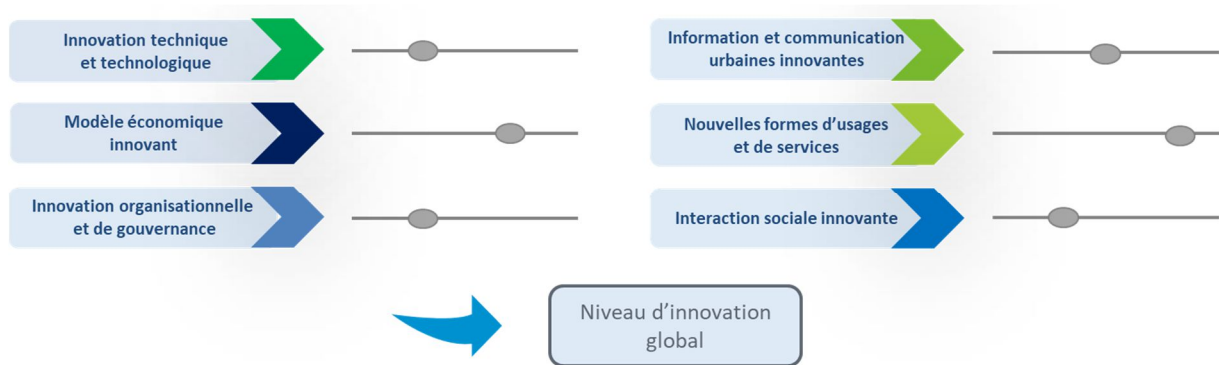 Innovation technique
et technologique
Modèle économique
innovant
Innovation organisationnelle
et de gouvernance
Information et communication
urbaines innovantes
Nouvelles formes d’usages
et de services
Interaction sociale innovante
Niveau d’innovation
global